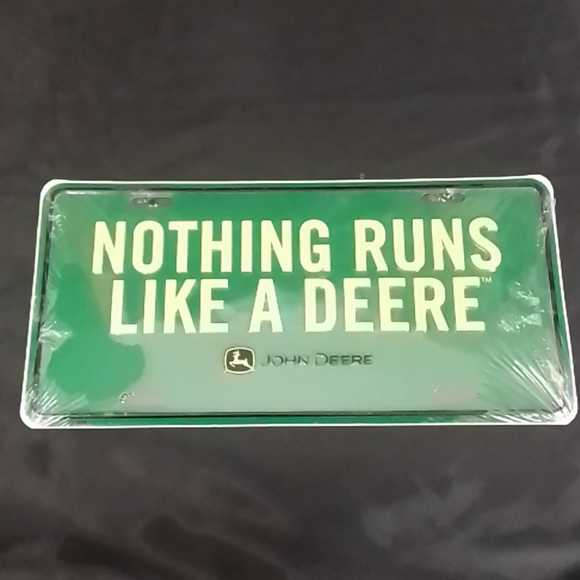 NOTHING RUNS
LIKE A DEERE™
JOHN DEERE